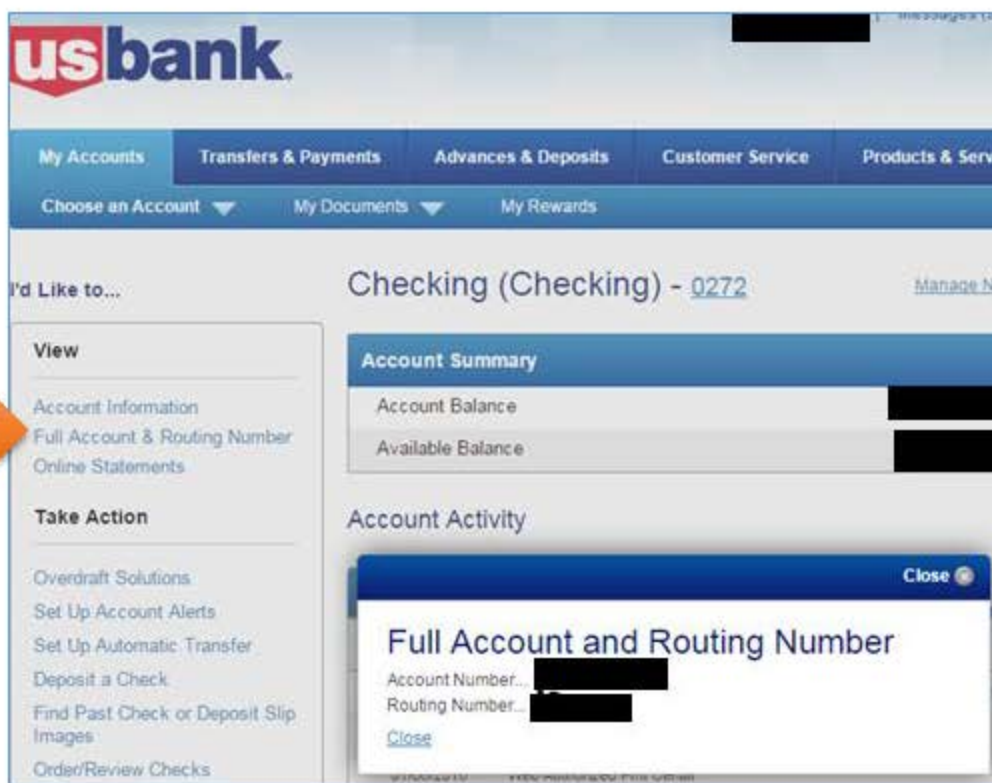 usbank.
My Accounts Transfers & Payments Advances & Deposits Customer Service Products & Serv
Choose an Account My Documents My Rewards
I'd Like to...
View
Account Information
Full Account & Routing Number
Online Statements
Take Action
Overdraft Solutions
Set Up Account Alerts
Set Up Automatic Transfer
Deposit a Check
Find Past Check or Deposit Slip
Images
Order/Review Checks
Checking (Checking) - 0272
Manage N
Account Summary
Account Balance
Available Balance
Account Activity
Close
Full Account and Routing Number
Account Number...
Routing Number...
Close